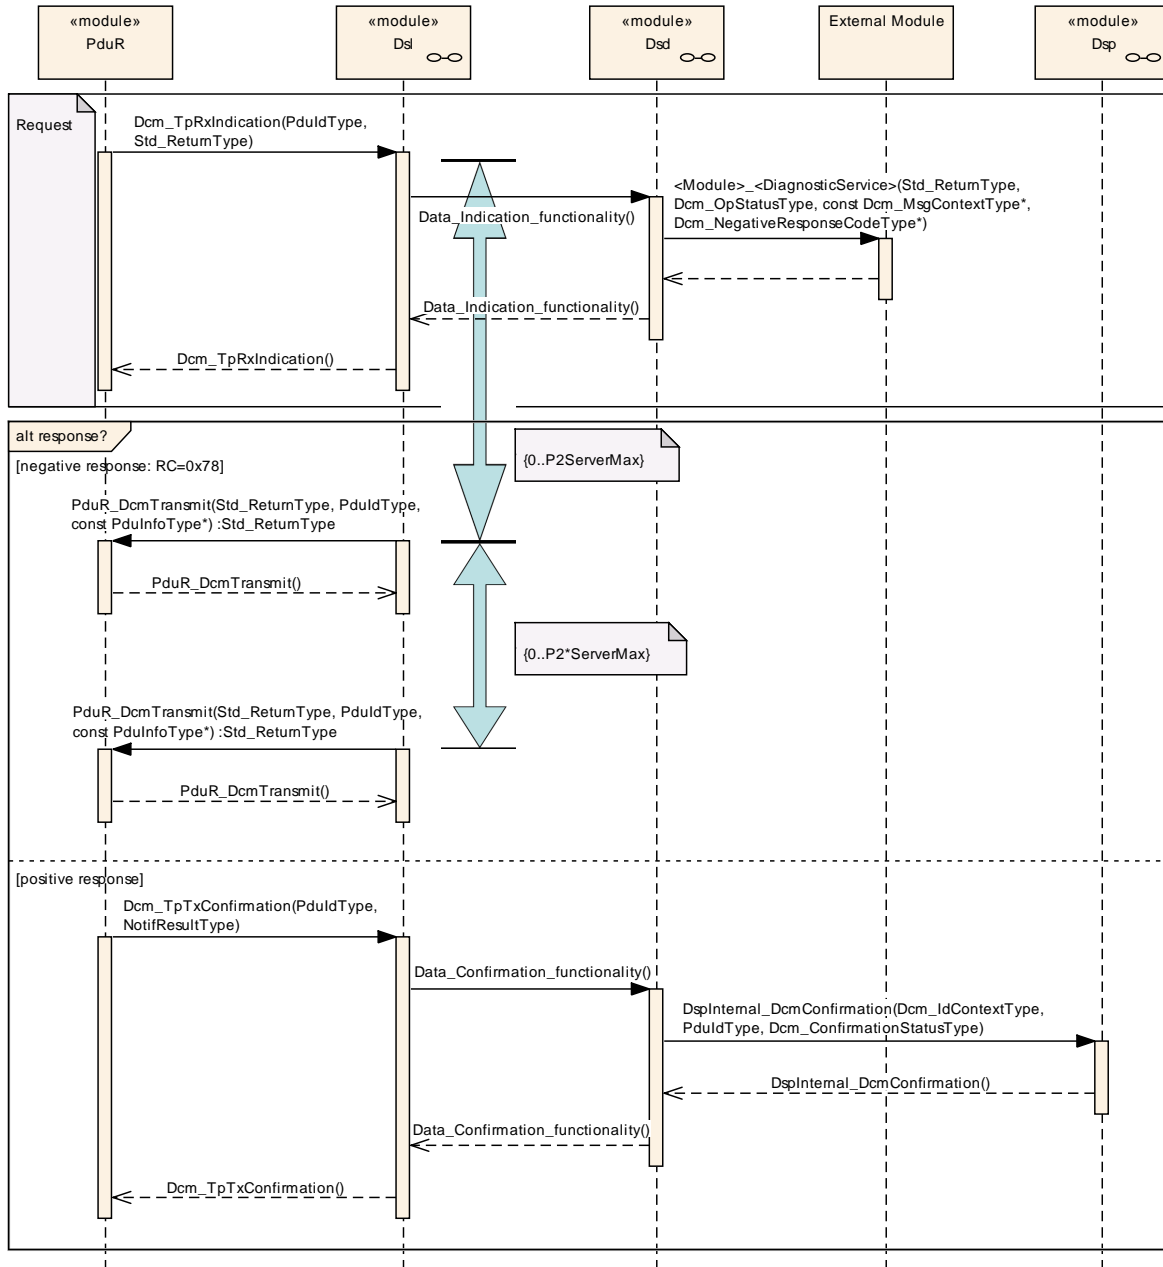 «module»
PduR
«module»
Dsl
«module»
Dsd
External Module
«module»
Dsp
Request
Dcm_TpRxIndication(PduIdType,
Std_ReturnType)
Data_Indication_functionality()
<Module>_<DiagnosticService>(Std_ReturnType,
Dcm_OpStatusType, const Dcm_MsgContextType*,
Dcm_NegativeResponseCodeType*)
Data_Indication_functionality()
Dcm_TpRxIndication()
alt response?
[negative response: RC=0x78]
{0..P2ServerMax}
PduR_DcmTransmit(Std_ReturnType, PduIdType,
const PduInfoType*) :Std_ReturnType
PduR_DcmTransmit()
{0..P2*ServerMax}
PduR_DcmTransmit(Std_ReturnType, PduIdType,
const PduInfoType*) :Std_ReturnType
PduR_DcmTransmit()
[positive response]
Dcm_TpTxConfirmation(PduIdType,
NotifResultType)
Data_Confirmation_functionality()
DspInternal_DcmConfirmation(Dcm_IdContextType,
PduIdType, Dcm_ConfirmationStatusType)
DspInternal_DcmConfirmation()
Data_Confirmation_functionality()
Dcm_TpTxConfirmation()